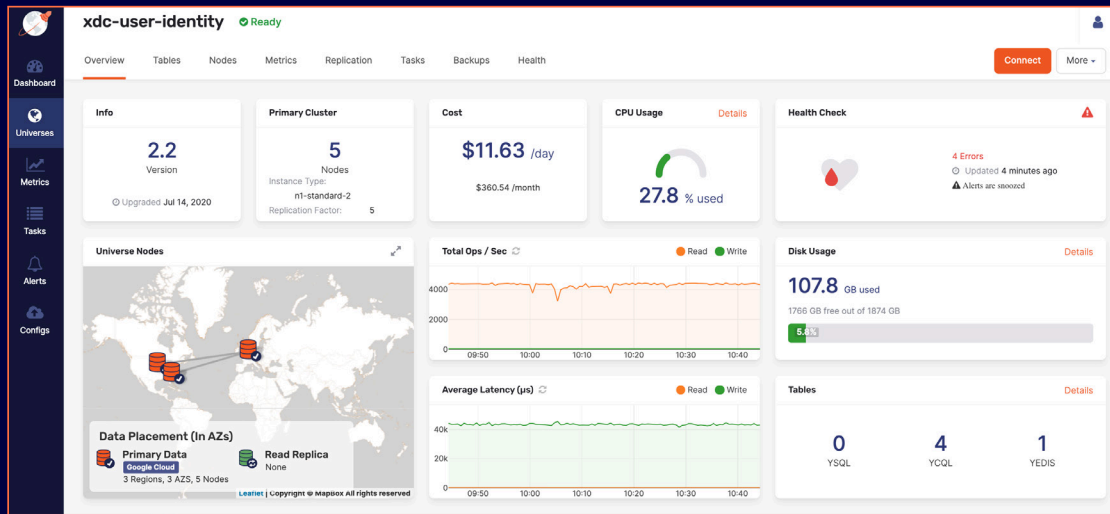 xdc-user-identity Ready
Overview Tables Nodes Metrics Replication Tasks Backups Health Connect More
Dashboard
Universes
Metrics
Tasks
Alerts
Configs
Info
2.2
Version
Upgraded Jul 14, 2020
Primary Cluster
5
Nodes
Instance Type:
n1-standard-2
Replication Factor: 5
Cost
$11.63 /day
$360.54 /month
CPU Usage Details
27.8 % used
Health Check
4 Errors
Updated 4 minutes ago
Alerts are snoozed
Universe Nodes
Data Placement (In AZs)
Primary Data
Google Cloud
3 Regions, 3 AZS, 5 Nodes
Read Replica
None
Leaflet | Copyright © MapBox All rights reserved
Total Ops / Sec Read Write
4000
2000
0
09:50 10:00 10:10 10:20 10:30 10:40
Disk Usage Details
107.8 GB used
1766 GB free out of 1874 GB
5.8%
Average Latency (µs) Read Write
40k
20k
0
09:50 10:00 10:10 10:20 10:30 10:40
Tables Details
0 4 1
YSQL YCQL YEDIS